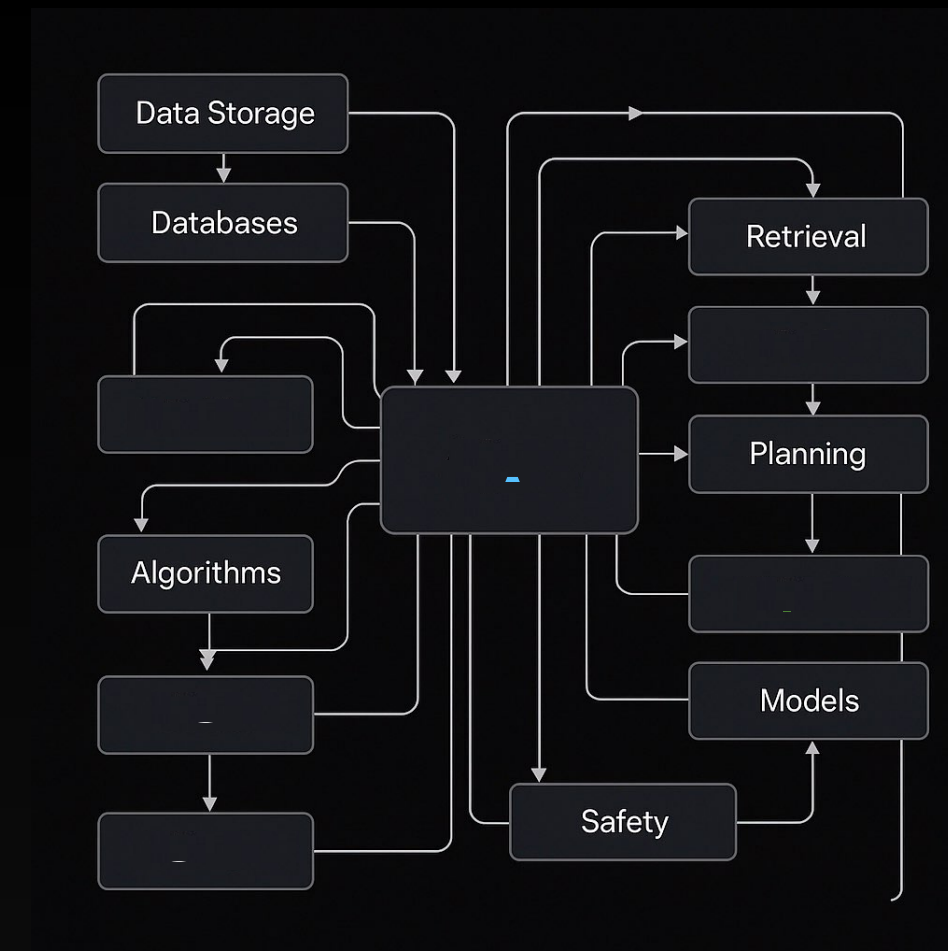 Data Storage
Databases
Retrieval
Planning
Algorithms
Models
Safety